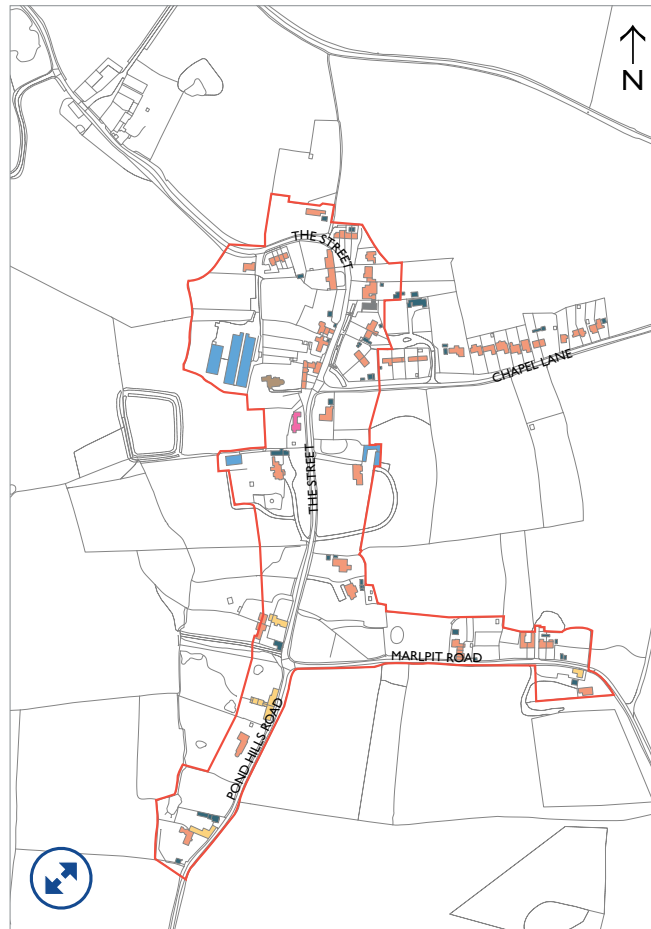 N
THE STREET
CHAPEL LANE
THE STREET
MARLPIT ROAD
POND HILLS ROAD